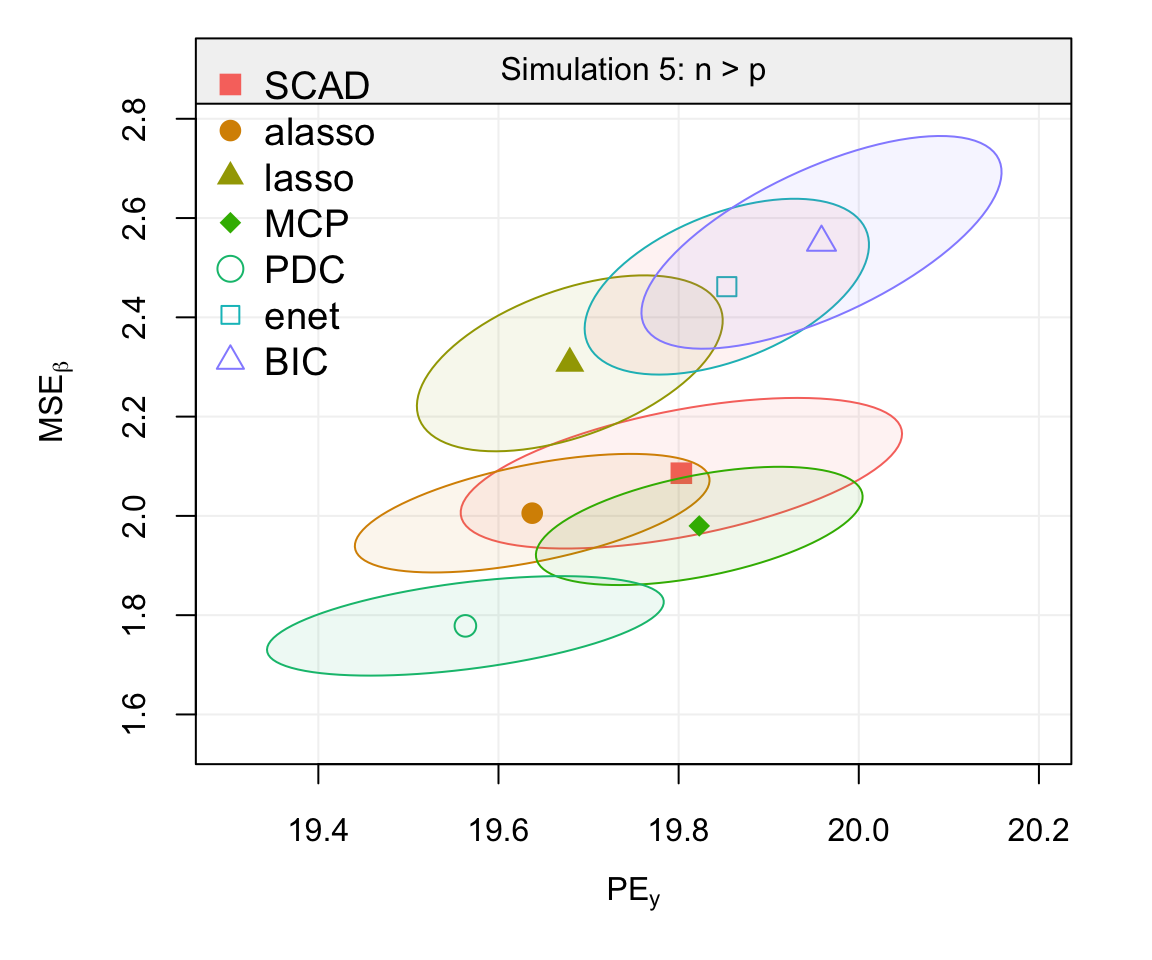 Simulation 5: n > p
SCAD
alasso
lasso
MCP
PDC
enet
BIC
2.8
2.6
2.4
2.2
2.0
1.8
1.6
MSEβ
19.4 19.6 19.8 20.0 20.2
PEy